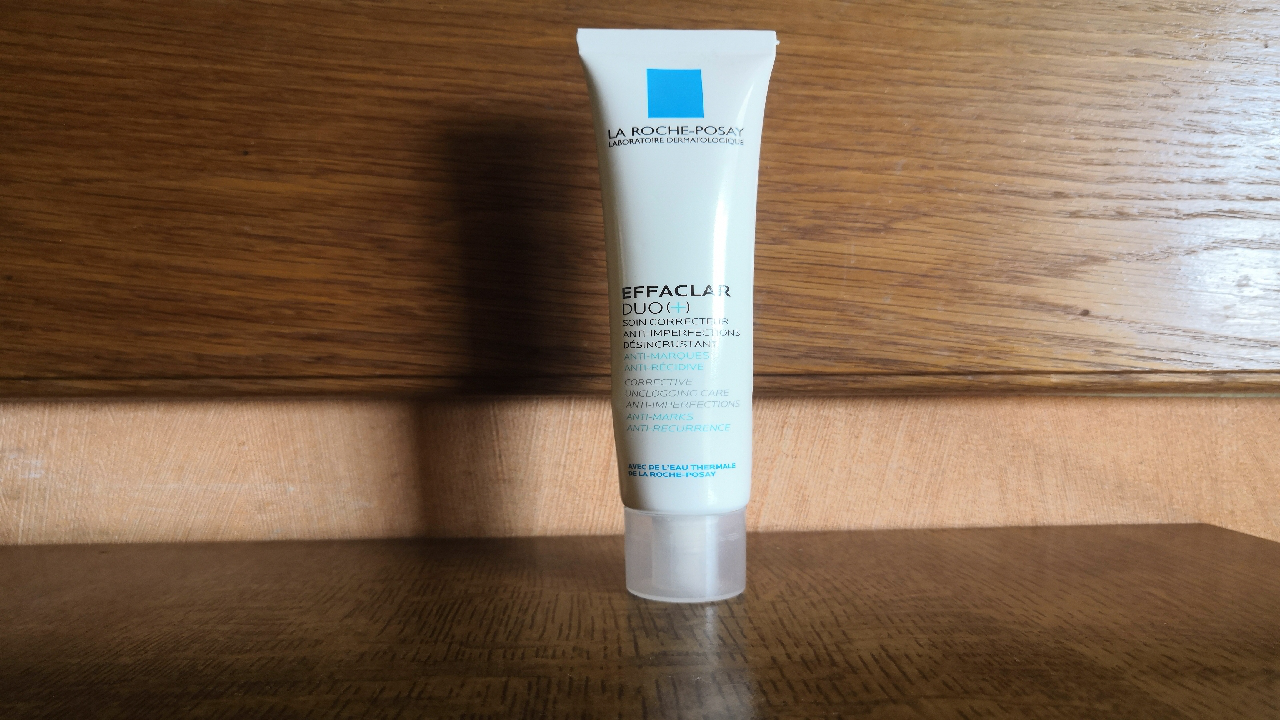 LA ROCHE-POSAY
LABORATOIRE DERMATOLOGIQUE
EFFACLAR
DUO(+)
SOIN CORRECTEUR
ANTI-IMPERFECTIONS
DÉSINCRUSTANT
ANTI-MARQUES
ANTI-RÉCIDIVE
CORRECTIVE
UNCLOGGING CARE
ANTI-IMPERFECTIONS
ANTI-MARKS
ANTI-RECURRENCE
AVEC DE L'EAU THERMALE
DE LA ROCHE-POSAY